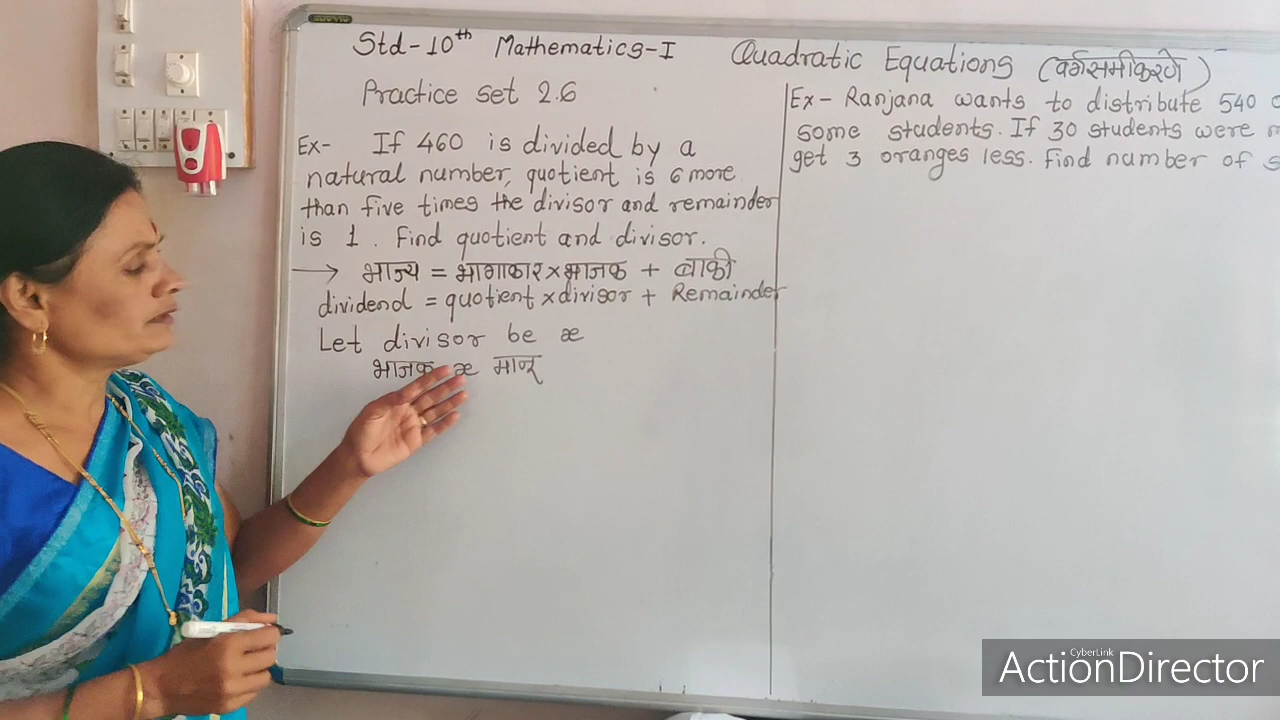 Std-10th Mathematics-I Quadratic Equations (वर्गसमीकरणे)
Practice set 2.6
Ex- If 460 is divided by a
natural number, quotient is 6 more
than five times the divisor and remainder
is 1. Find quotient and divisor.
→ भाज्य = भागाकार × भाजक + बाकी
dividend = quotient × divisor + Remainder
Let divisor be x
भाजक x मानू
Ex- Ranjana wants to distribute 540
some students. If 30 students were
get 3 oranges less. Find number of
CyberLink
ActionDirector